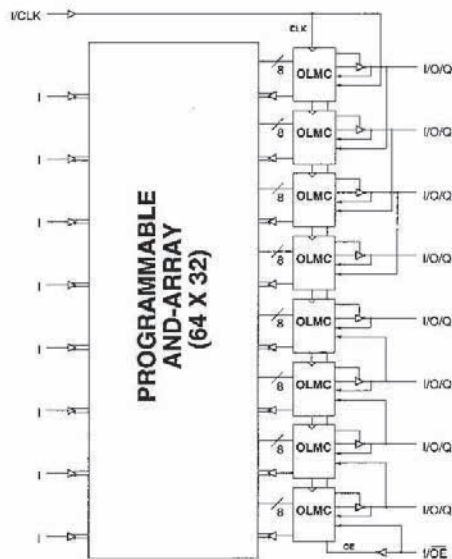 I/CLK
CLK
8
OLMC
I/O/Q
I
8
OLMC
I/O/Q
I
8
OLMC
I/O/Q
I
8
OLMC
I/O/Q
I
8
OLMC
I/O/Q
I
8
OLMC
I/O/Q
I
8
OLMC
I/O/Q
I
8
OLMC
I/O/Q
I
OE
I/OE
PROGRAMMABLE
AND-ARRAY
(64 X 32)